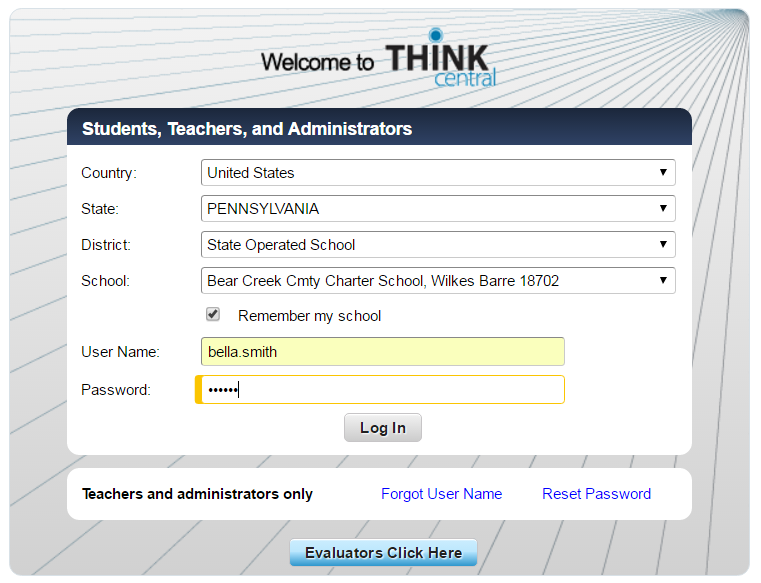 Welcome to THINK central
Students, Teachers, and Administrators
Country: United States
State: PENNSYLVANIA
District: State Operated School
School: Bear Creek Cmty Charter School, Wilkes Barre 18702
Remember my school
User Name: bella.smith
Password: ••••••
Log In
Teachers and administrators only Forgot User Name Reset Password
Evaluators Click Here